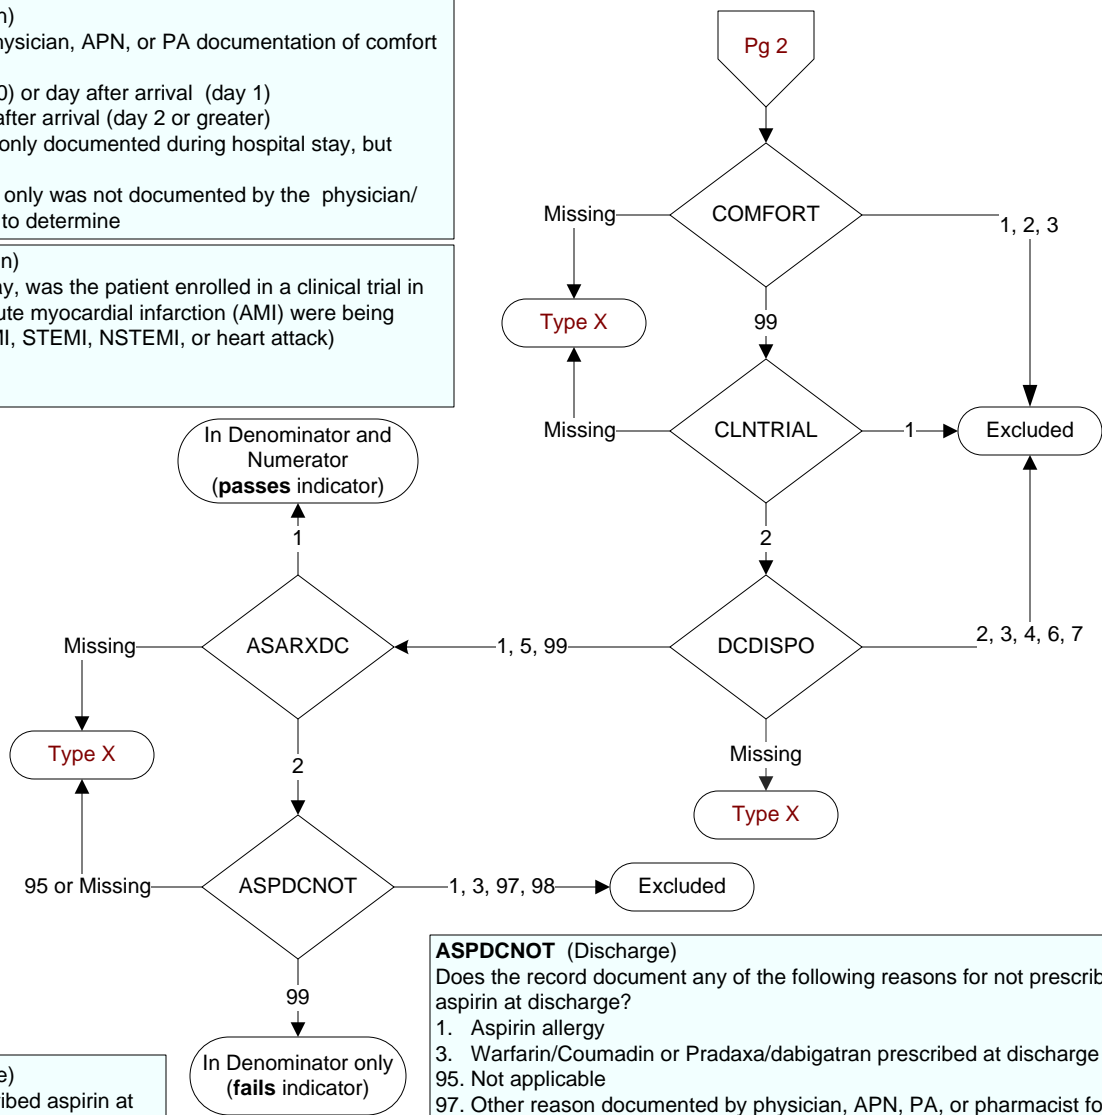 n)
hysician, APN, or PA documentation of comfort
0) or day after arrival (day 1)
after arrival (day 2 or greater)
only documented during hospital stay, but
only was not documented by the physician/
to determine
n)
ay, was the patient enrolled in a clinical trial in
ute myocardial infarction (AMI) were being
MI, STEMI, NSTEMI, or heart attack)
Pg 2
COMFORT
Missing
1, 2, 3
Type X
99
Missing
CLNTRIAL
1
Excluded
2
In Denominator and
Numerator
(passes indicator)
1
Missing
ASARXDC
1, 5, 99
DCDISPO
2, 3, 4, 6, 7
Type X
2
Missing
Type X
95 or Missing
ASPDCNOT
1, 3, 97, 98
Excluded
99
In Denominator only
(fails indicator)
e)
ribed aspirin at
ASPDCNOT (Discharge)
Does the record document any of the following reasons for not prescrib
aspirin at discharge?
1. Aspirin allergy
3. Warfarin/Coumadin or Pradaxa/dabigatran prescribed at discharge
95. Not applicable
97. Other reason documented by physician, APN, PA, or pharmacist fo